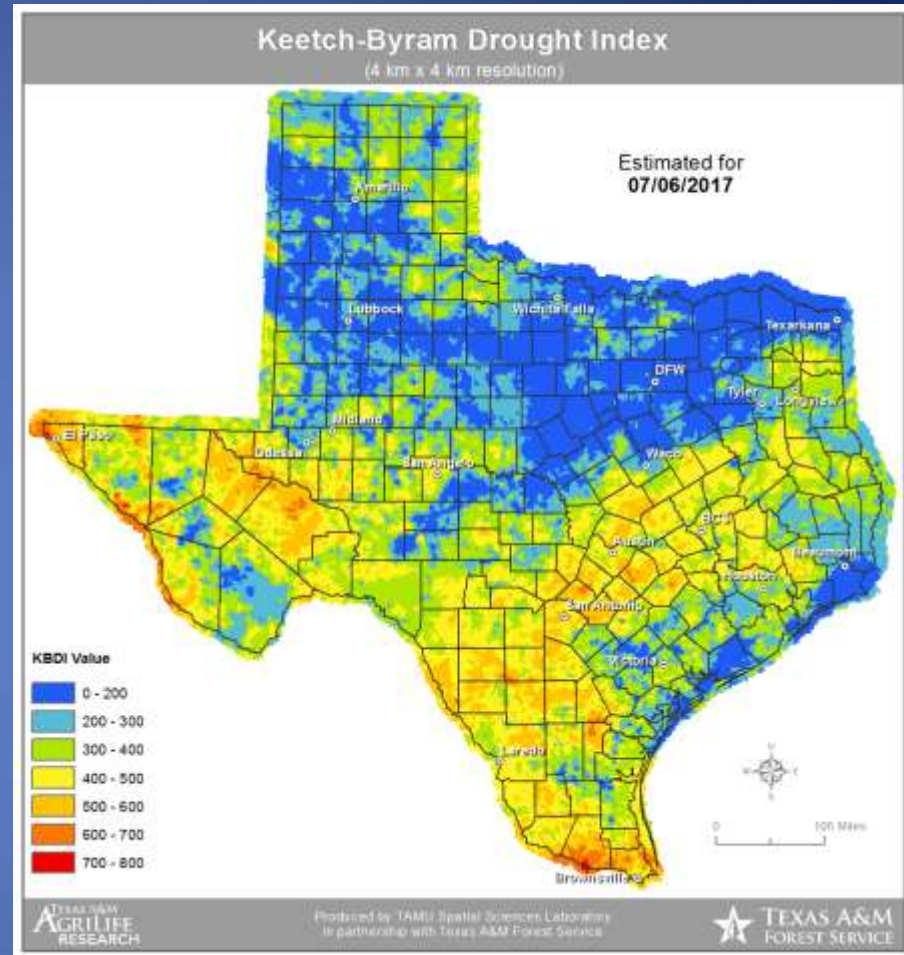 Keetch-Byram Drought Index
(4 km x 4 km resolution)
Estimated for
07/06/2017
Amarillo
Lubbock
Wichita Falls
Texarkana
DFW
Tyler
Longview
El Paso
Midland
Odessa
San Angelo
Waco
BCS
Austin
Beaumont
Houston
San Antonio
Victoria
Laredo
Brownsville
KBDI Value
0 - 200
200 - 300
300 - 400
400 - 500
500 - 600
600 - 700
700 - 800
N
W
E
S
0
100 Miles
TEXAS A&M
AGRILIFE
RESEARCH
Produced by TAMU Spatial Sciences Laboratory
in partnership with Texas A&M Forest Service
TEXAS A&M
FOREST SERVICE